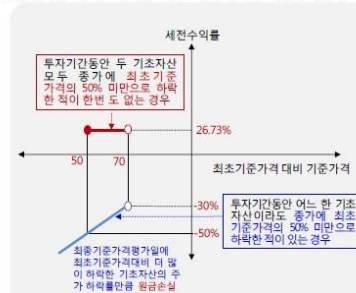 세전수익률
투자기간동안 두 기초자산
모두 종가에 최초기준
가격의 50% 미만으로 하락
한 적이 한번 도 없는 경우
26.73%
50
70
최초기준가격 대비 기준가격
-30%
투자기간동안 어느 한 기초
자산이라도 종가에 최초
기준가격의 50% 미만으로
하락한 적이 있는 경우
-50%
최종기준가격평가일에
최초기준가격대비 더 많
이 하락한 기초자산의 주
가 하락률만큼 원금손실